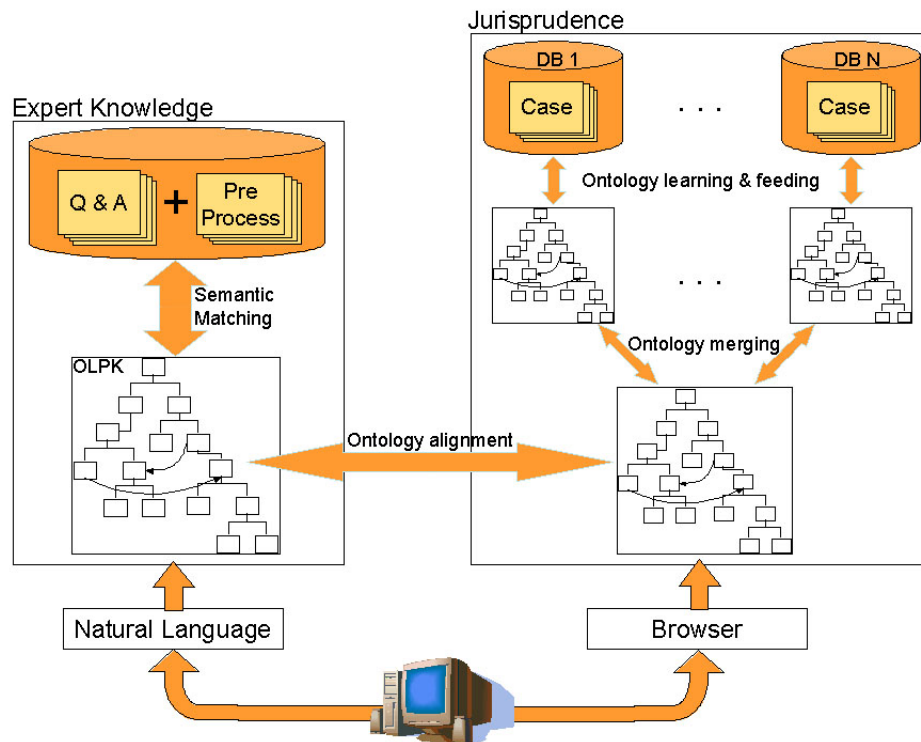 Jurisprudence
DB 1
DB N
Case
. . .
Case
Expert Knowledge
Q & A
+
Pre
Process
Ontology learning & feeding
. . .
Semantic
Matching
Ontology merging
OLPK
Ontology alignment
Natural Language
Browser